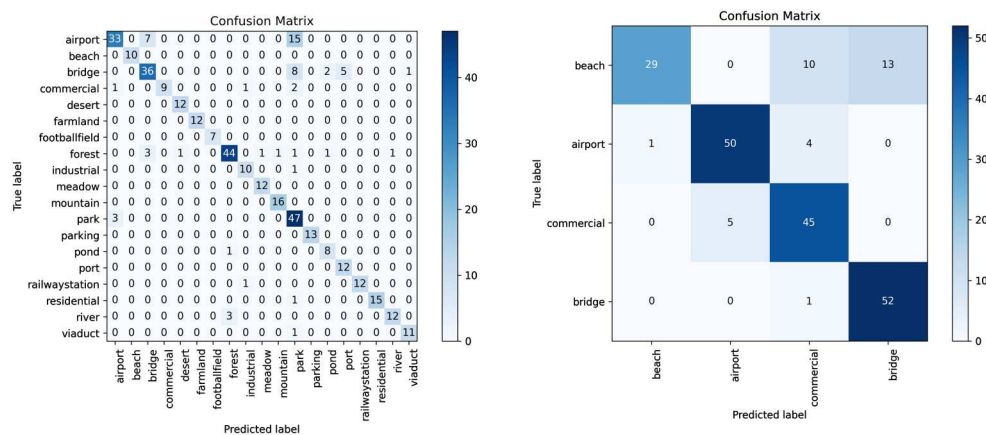 Confusion Matrix
True label
airport 33 0 7 0 0 0 0 0 0 0 0 15 0 0 0 0 0 0 0
beach 0 10 0 0 0 0 0 0 0 0 0 0 0 0 0 0 0 0 0
bridge 0 0 36 0 0 0 0 0 0 0 0 8 0 2 5 0 0 0 1
commercial 1 0 0 9 0 0 0 0 1 0 0 2 0 0 0 0 0 0 0
desert 0 0 0 0 12 0 0 0 0 0 0 0 0 0 0 0 0 0 0
farmland 0 0 0 0 0 12 0 0 0 0 0 0 0 0 0 0 0 0 0
footballfield 0 0 0 0 0 0 7 0 0 0 0 0 0 0 0 0 0 0 0
forest 0 0 3 0 1 0 0 44 0 1 1 1 0 1 0 0 0 1 0
industrial 0 0 0 0 0 0 0 0 10 0 0 1 0 0 0 0 0 0 0
meadow 0 0 0 0 0 0 0 0 0 12 0 0 0 0 0 0 0 0 0
mountain 0 0 0 0 0 0 0 0 0 0 16 0 0 0 0 0 0 0 0
park 3 0 0 0 0 0 0 0 0 0 0 47 0 0 0 0 0 0 0
parking 0 0 0 0 0 0 0 0 0 0 0 0 13 0 0 0 0 0 0
pond 0 0 0 0 0 0 0 1 0 0 0 0 0 8 0 0 0 0 0
port 0 0 0 0 0 0 0 0 0 0 0 0 0 0 12 0 0 0 0
railwaystation 0 0 0 0 0 0 0 0 1 0 0 0 0 0 0 12 0 0 0
residential 0 0 0 0 0 0 0 0 0 0 0 1 0 0 0 0 15 0 0
river 0 0 0 0 0 0 0 3 0 0 0 0 0 0 0 0 0 12 0
viaduct 0 0 0 0 0 0 0 0 0 0 0 1 0 0 0 0 0 0 11
airport beach bridge commercial desert farmland footballfield forest industrial meadow mountain park parking pond port railwaystation residential river viaduct
Predicted label
40
30
20
10
0
Confusion Matrix
True label
beach 29 0 10 13
airport 1 50 4 0
commercial 0 5 45 0
bridge 0 0 1 52
beach airport commercial bridge
Predicted label
50
40
30
20
10
0